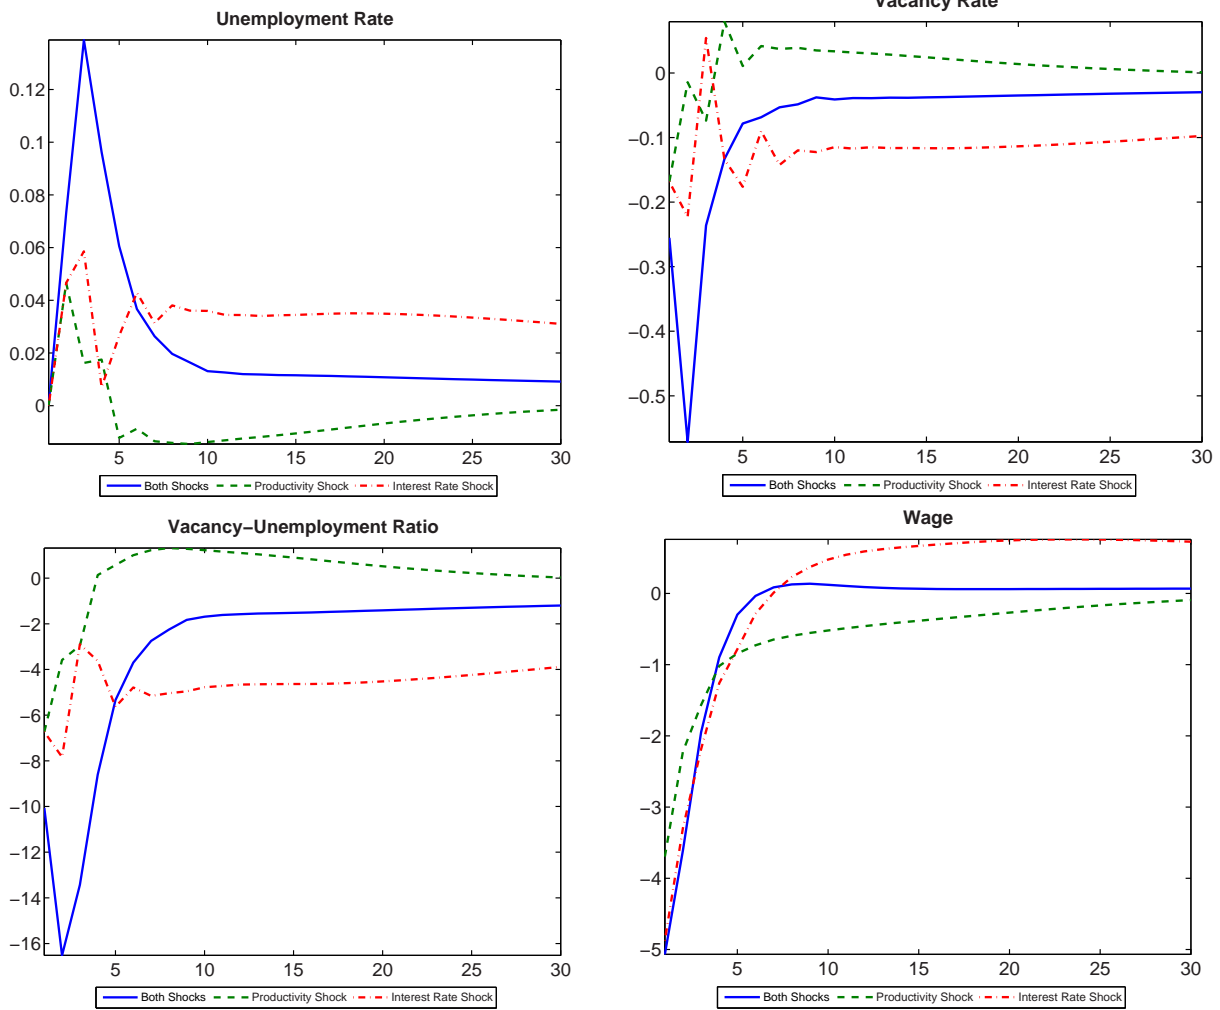 Unemployment Rate
0.12
0.1
0.08
0.06
0.04
0.02
0
5 10 15 20 25 30
Both Shocks Productivity Shock Interest Rate Shock
Vacancy Rate
0
−0.1
−0.2
−0.3
−0.4
−0.5
5 10 15 20 25 30
Both Shocks Productivity Shock Interest Rate Shock
Vacancy−Unemployment Ratio
0
−2
−4
−6
−8
−10
−12
−14
−16
5 10 15 20 25 30
Both Shocks Productivity Shock Interest Rate Shock
Wage
0
−1
−2
−3
−4
−5
5 10 15 20 25 30
Both Shocks Productivity Shock Interest Rate Shock